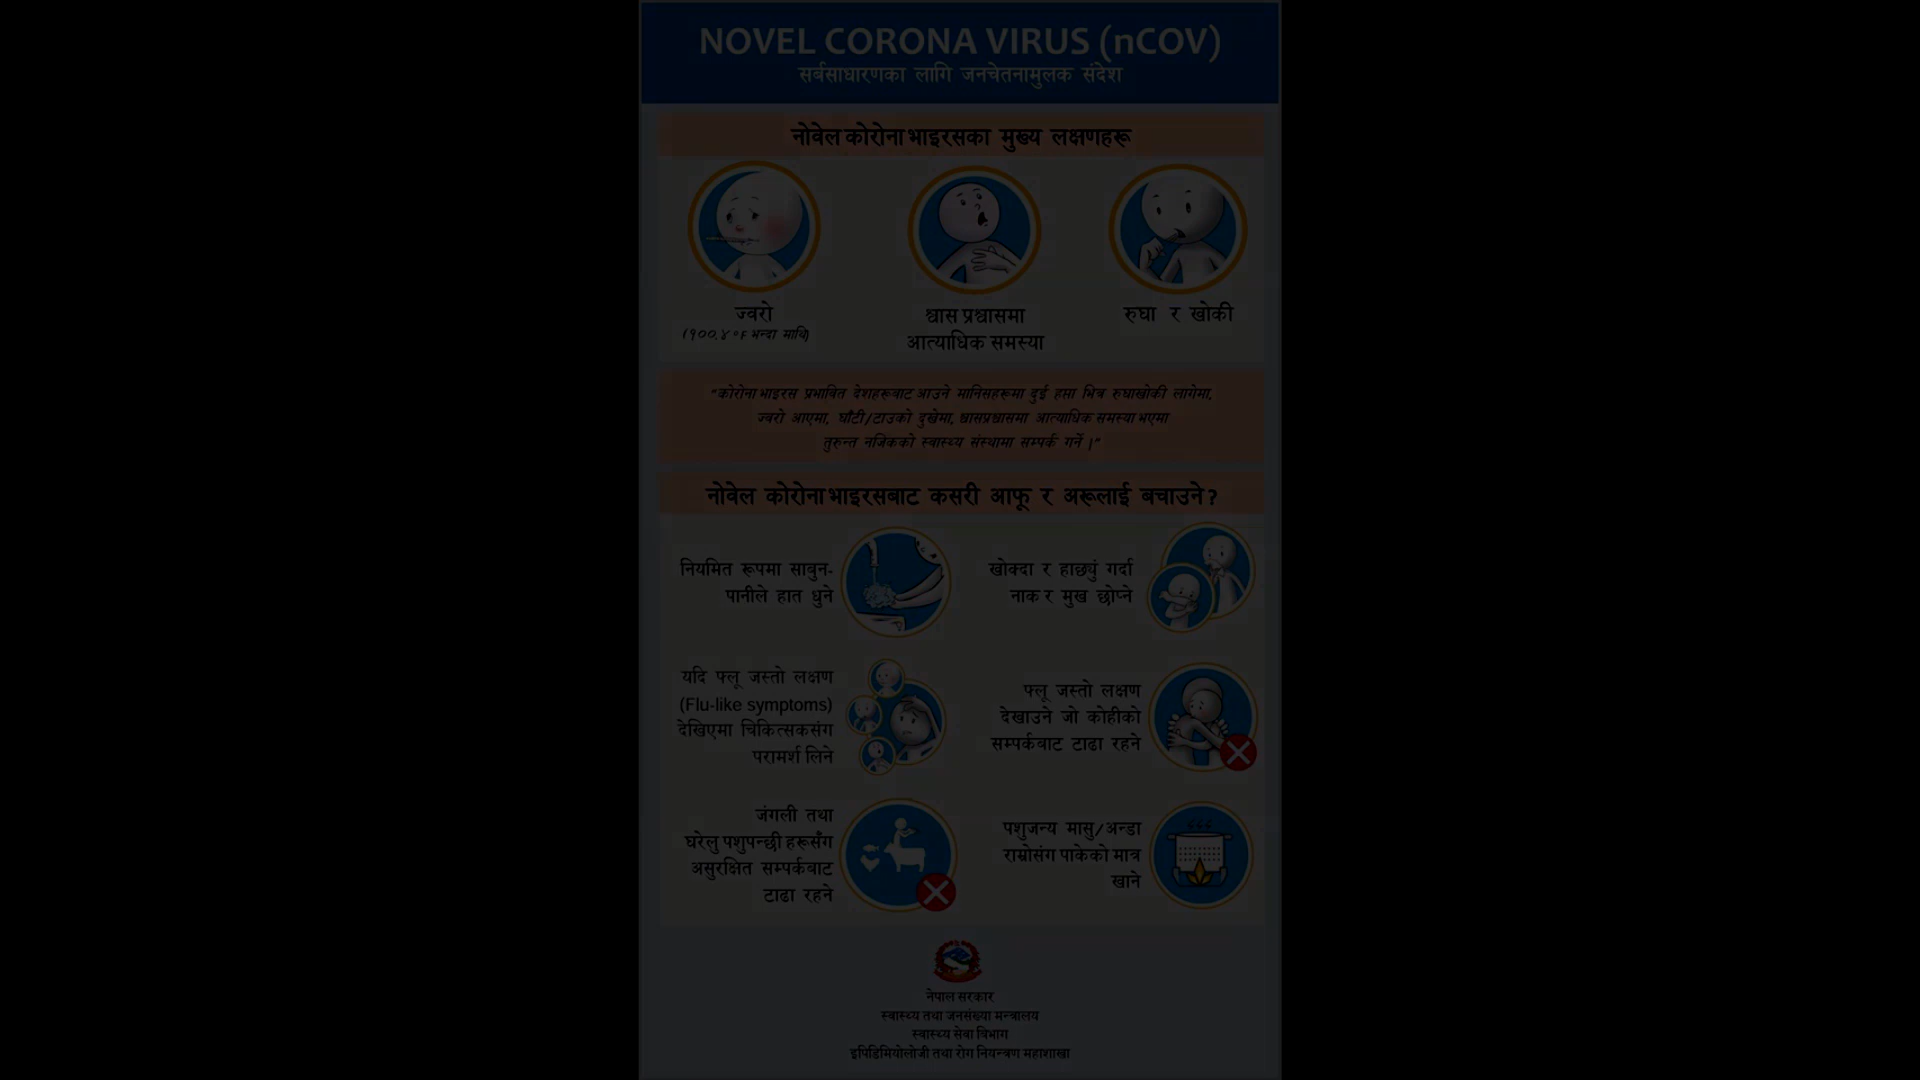 NOVEL CORONA VIRUS (nCOV)
सर्बसाधारणका लागि जनचेतनामुलक संदेश
नोवेल कोरोना भाइरसका मुख्य लक्षणहरू
ज्वरो
(१००.४ °F भन्दा माथि)
श्वास प्रश्वासमा
आत्याधिक समस्या
रुघा र खोकी
"कोरोना भाइरस प्रभावित देशहरूबाट आउने मानिसहरूमा दुई हप्ता भित्र रुघाखोकी लागेमा,
ज्वरो आएमा, घाँटी/टाउको दुखेमा, श्वासप्रश्वासमा आत्याधिक समस्या भएमा
तुरुन्त नजिकको स्वास्थ्य संस्थामा सम्पर्क गर्ने ।"
नोवेल कोरोना भाइरसबाट कसरी आफू र अरूलाई बचाउने ?
नियमित रूपमा साबुन-
पानीले हात धुने
खोक्दा र हाछ्युं गर्दा
नाक र मुख छोप्ने
यदि फ्लू जस्तो लक्षण
(Flu-like symptoms)
देखिएमा चिकित्सकसंग
परामर्श लिने
फ्लू जस्तो लक्षण
देखाउने जो कोहीको
सम्पर्कबाट टाढा रहने
जंगली तथा
घरेलु पशुपन्छी हरूसँग
असुरक्षित सम्पर्कबाट
टाढा रहने
पशुजन्य मासु/अन्डा
राम्रोसंग पाकेको मात्र
खाने
नेपाल सरकार
स्वास्थ्य तथा जनसंख्या मन्त्रालय
स्वास्थ्य सेवा विभाग
इपिडिमियोलोजी तथा रोग नियन्त्रण महाशाखा